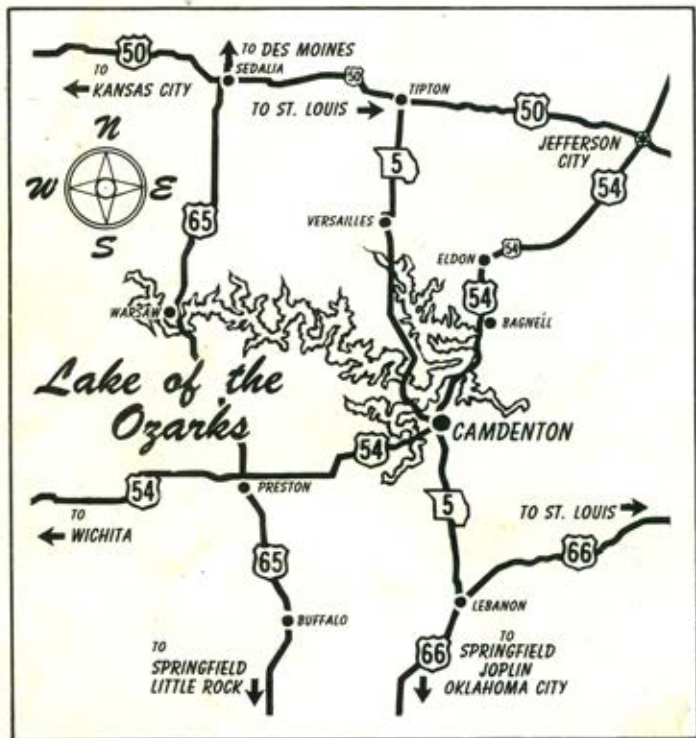 50
TO
KANSAS CITY
TO DES MOINES
SEDALIA
50
TO ST. LOUIS
TIPTON
50
JEFFERSON
CITY
N
W E
S
65
5
VERSAILLES
54
ELDON
54
54
BAGNELL
WARSAW
Lake of the
Ozarks
CAMDENTON
54
54
PRESTON
TO
WICHITA
65
5
TO ST. LOUIS
66
LEBANON
BUFFALO
TO
SPRINGFIELD
LITTLE ROCK
66
TO
SPRINGFIELD
JOPLIN
OKLAHOMA CITY